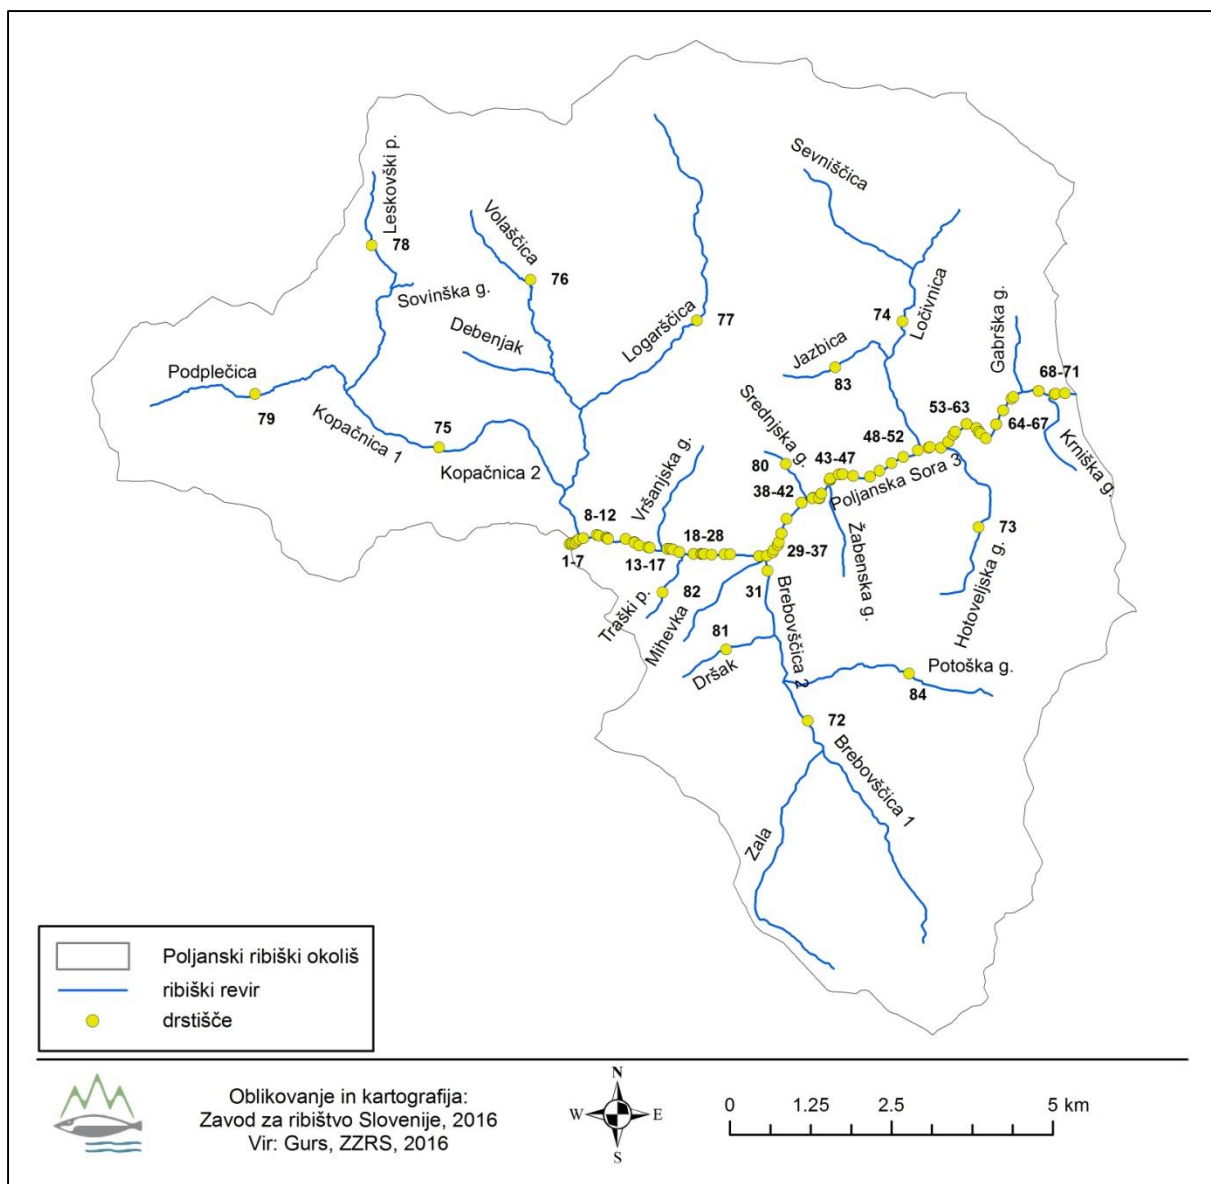 Sevniščica
Leskovški p.
Volaščica
78
76
Sovinška g.
Debenjak
Logarščica
77
74
Ločivnica
Gabrška g.
Jazbica
83
Podplečica
79
Kopačnica 1
75
Kopačnica 2
Srednjska g.
80
Vršanjska g.
68-71
53-63
64-67
48-52
43-47
38-42
Poljanska Sora 3
Krniška g.
73
Hotoveljska g.
Žabenska g.
8-12
1-7
13-17
18-28
29-37
31
82
Traški p.
Mihevka
81
Dršak
Brebovščica 2
Potoška g.
84
72
Brebovščica 1
Zala
Poljanski ribiški okoliš
ribiški revir
drstišče
Oblikovanje in kartografija:
Zavod za ribištvo Slovenije, 2016
Vir: Gurs, ZZRS, 2016
N
W
E
S
0 1.25 2.5 5 km